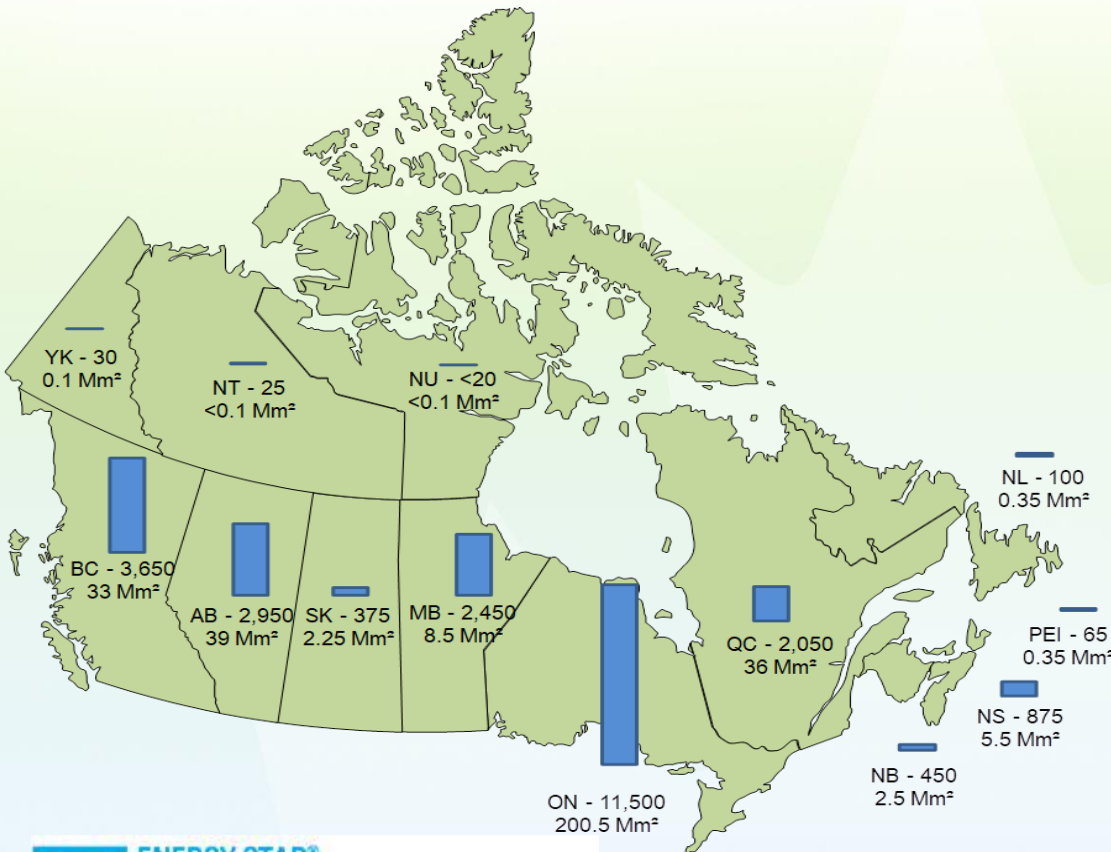 YK - 30
0.1 Mm²
NT - 25
<0.1 Mm²
NU - <20
<0.1 Mm²
NL - 100
0.35 Mm²
BC - 3,650
33 Mm²
AB - 2,950
39 Mm²
SK - 375
2.25 Mm²
MB - 2,450
8.5 Mm²
QC - 2,050
36 Mm²
PEI - 65
0.35 Mm²
NS - 875
5.5 Mm²
NB - 450
2.5 Mm²
ON - 11,500
200.5 Mm²
ENERGY STAR®